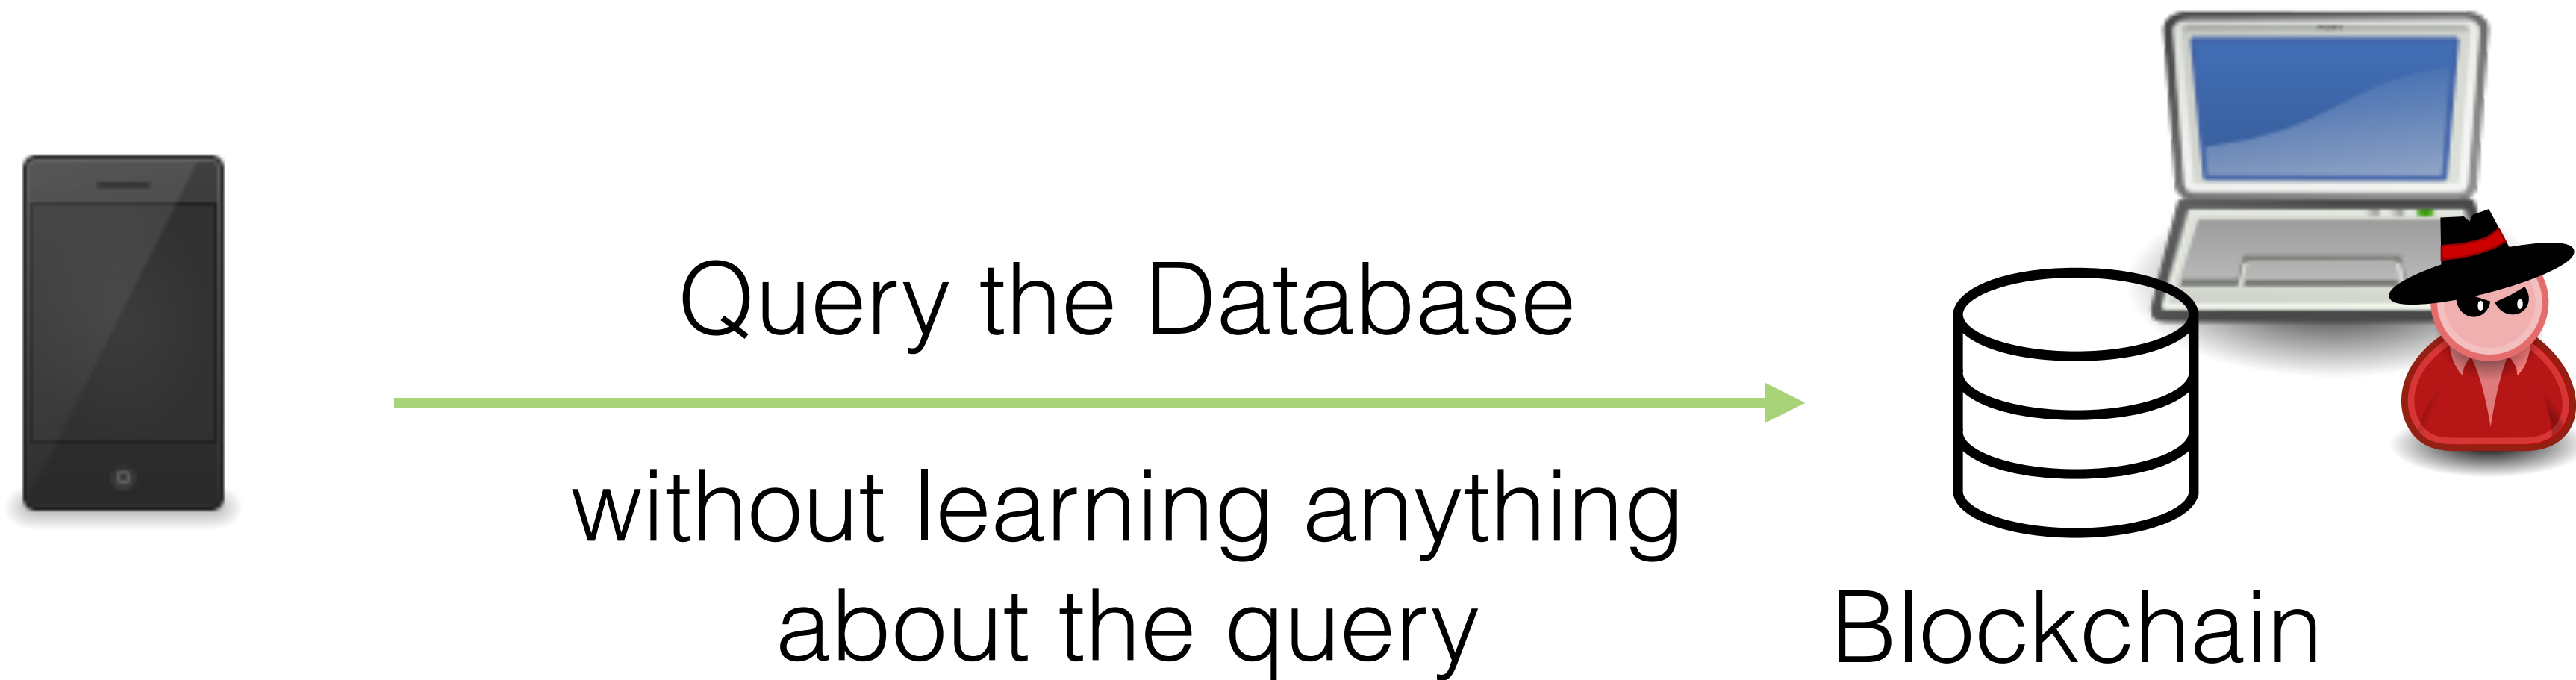 Query the Database
without learning anything
about the query
Blockchain